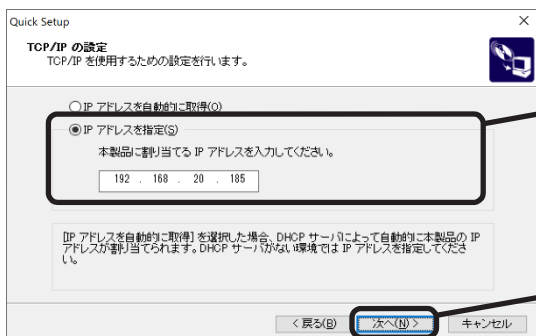 Quick Setup
TCP/IP の設定
TCP/IP を使用するための設定を行います。
IP アドレスを自動的に取得(O)
IP アドレスを指定(S)
本製品に割り当てる IP アドレスを入力してください。
192 . 168 . 20 . 185
[IP アドレスを自動的に取得] を選択した場合、DHCP サーバによって自動的に本製品の IP
アドレスが割り当てられます。DHCP サーバがない環境では IP アドレスを指定してくださ
い。
< 戻る(B) 次へ(N) > キャンセル